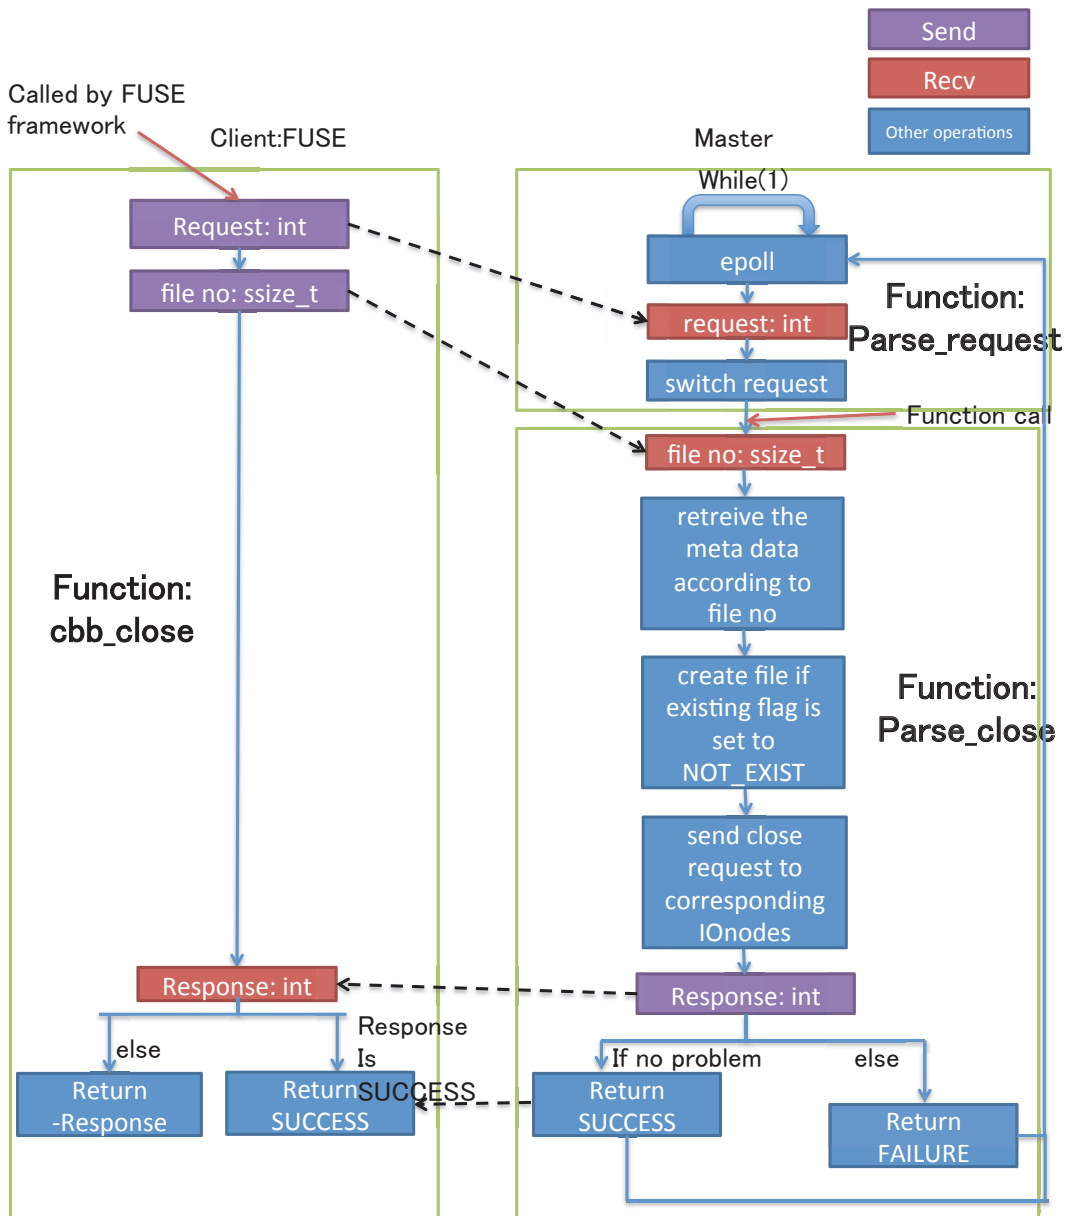 Send
Recv
Other operations
Called by FUSE
framework
Client:FUSE
Master
While(1)
Request: int
file no: ssize_t
epoll
request: int
switch request
Function:
Parse_request
Function call
file no: ssize_t
retreive the
meta data
according to
file no
Function:
cbb_close
create file if
existing flag is
set to
NOT_EXIST
Function:
Parse_close
send close
request to
corresponding
IOnodes
Response: int
Response: int
else
Response
Is
SUCCESS
If no problem
else
Return
-Response
Return
SUCCESS
Return
SUCCESS
Return
FAILURE